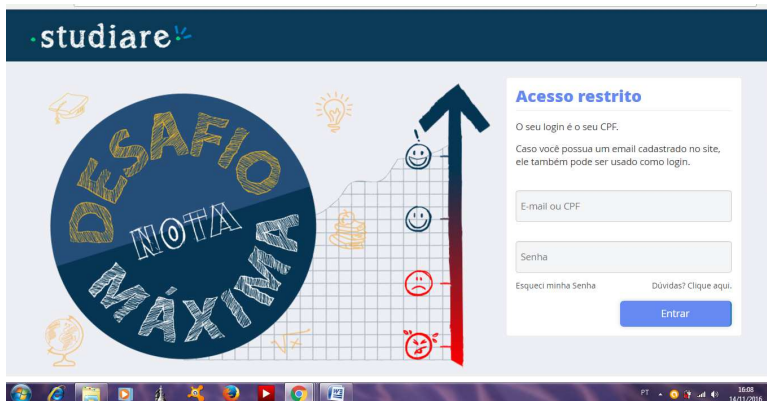 studiare
DESAFIO
NOTA
MÁXIMA
√x
Acesso restrito
O seu login é o seu CPF.
Caso você possua um email cadastrado no site,
ele também pode ser usado como login.
E-mail ou CPF
Senha
Esqueci minha Senha Dúvidas? Clique aqui.
Entrar
PT 16:08
14/11/2016